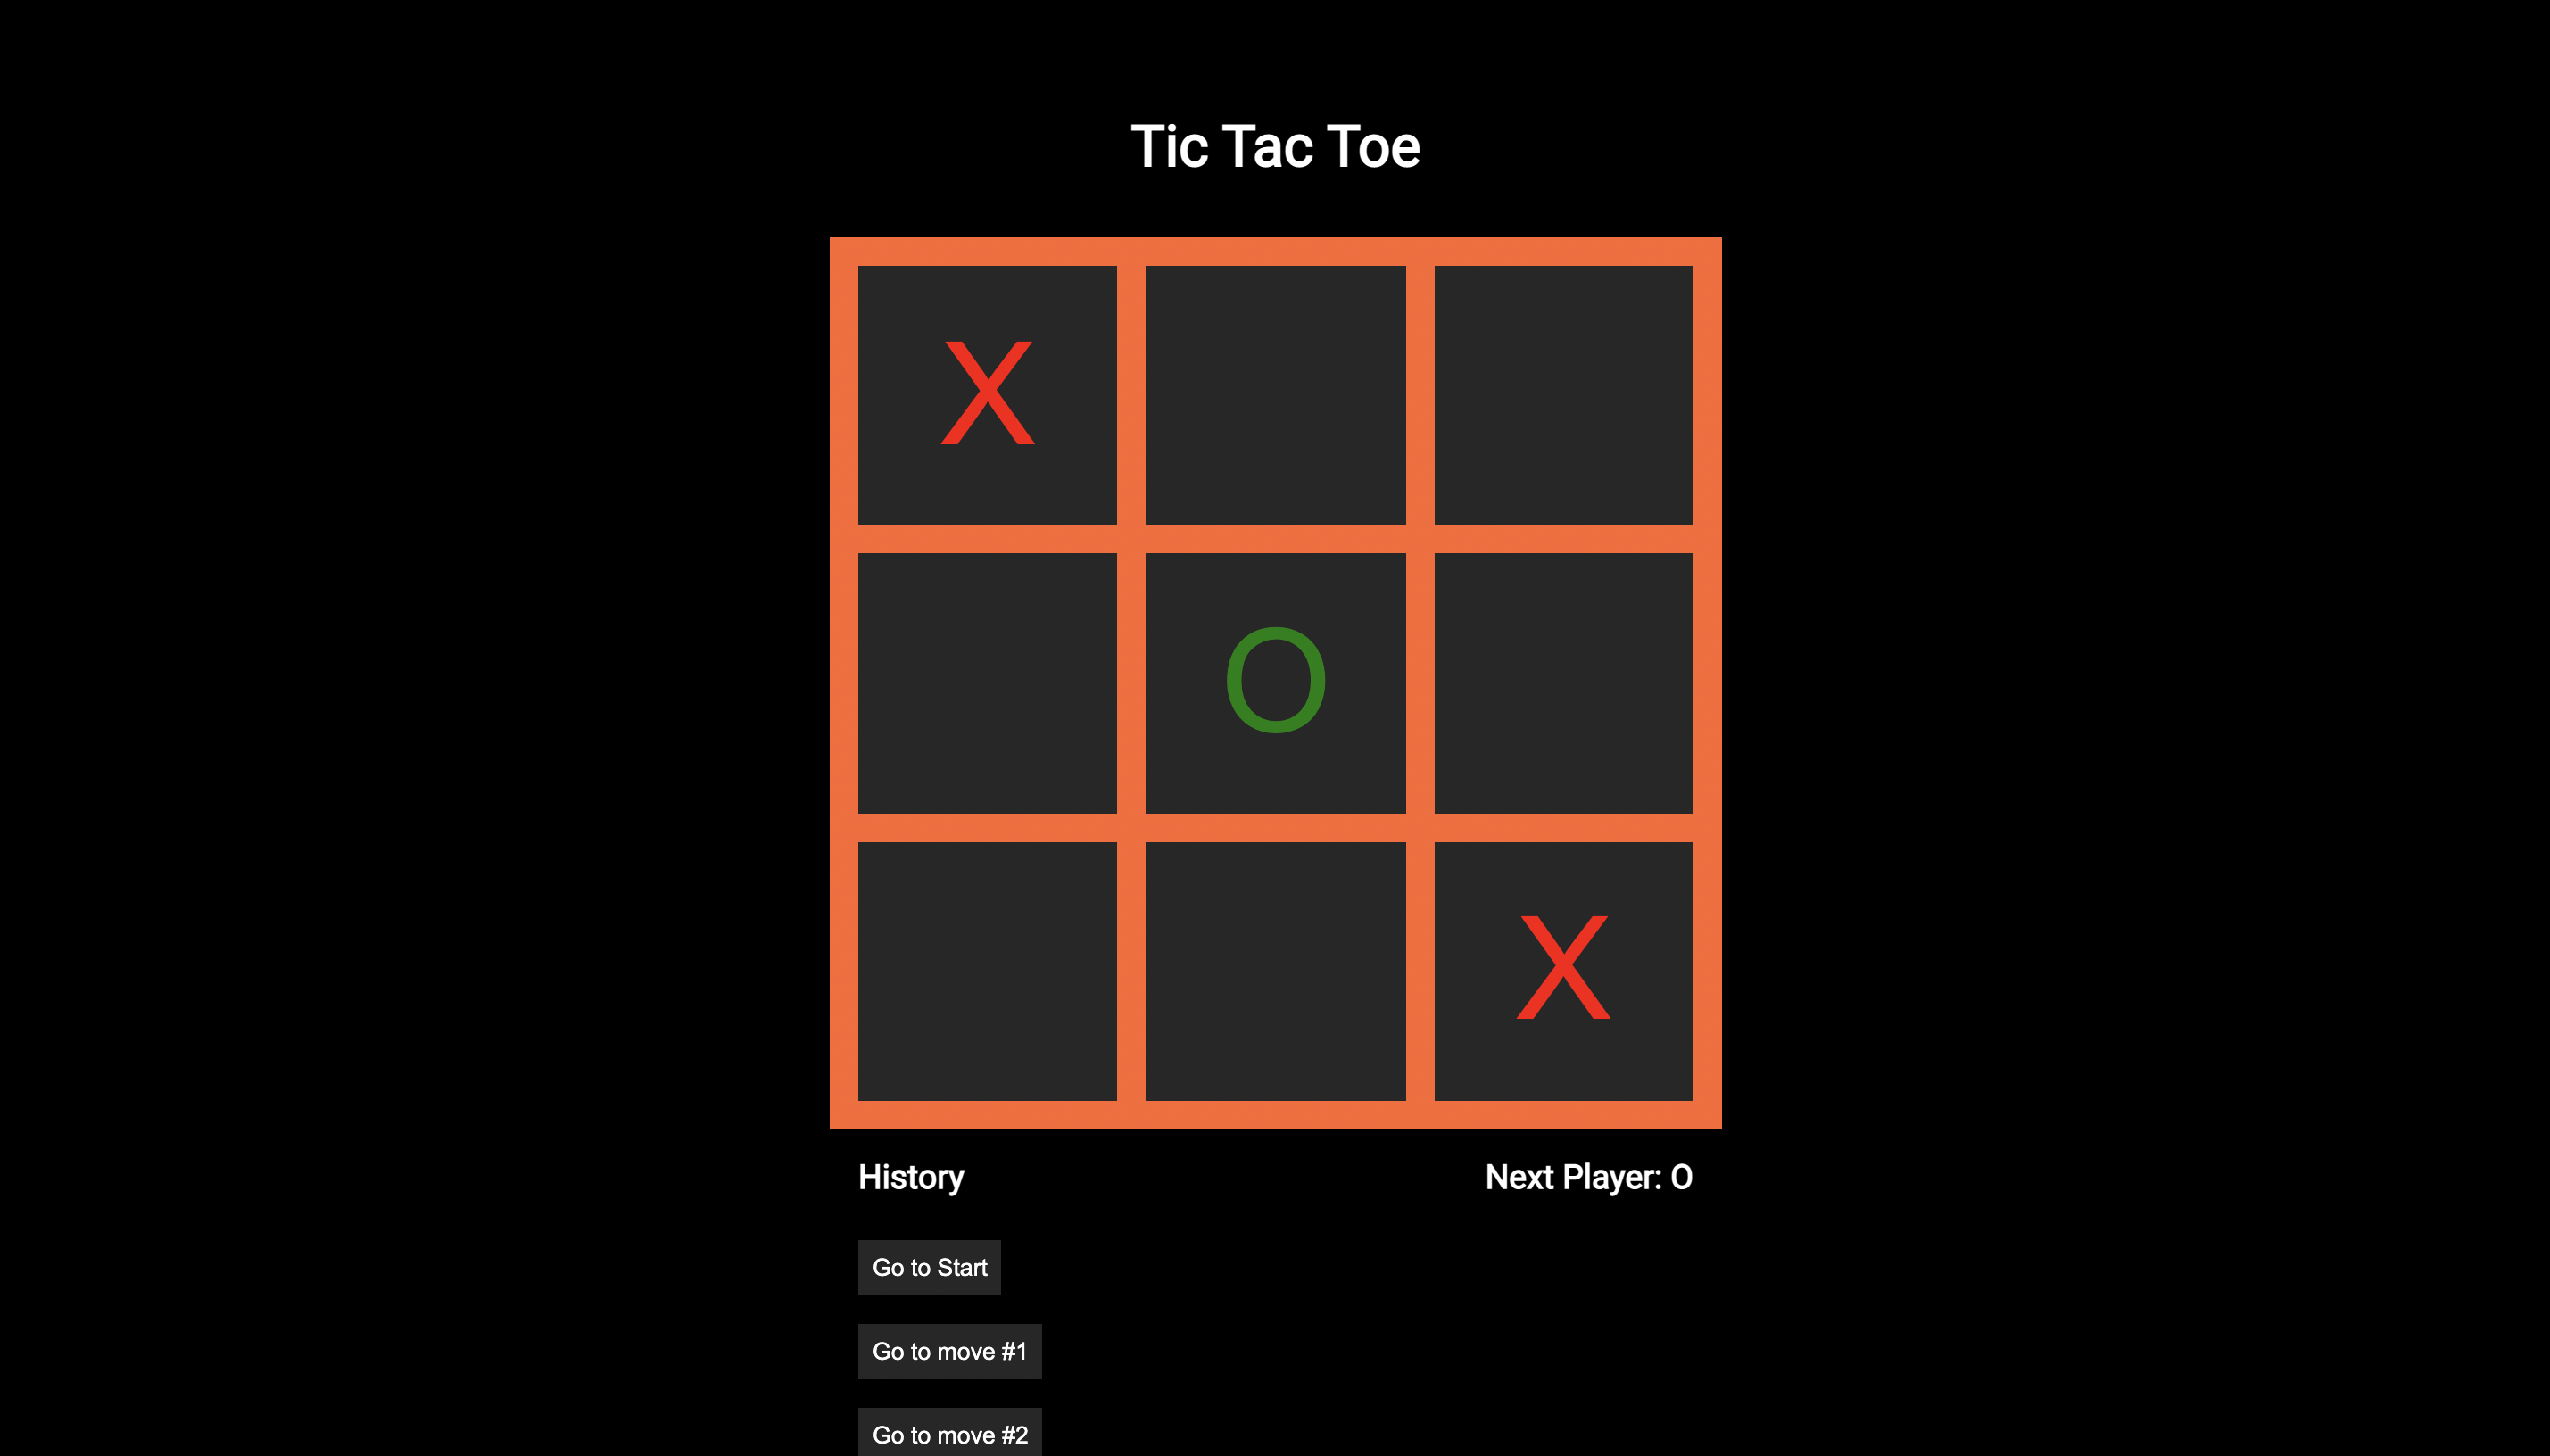 Tic Tac Toe
X
O
X
History
Next Player: O
Go to Start
Go to move #1
Go to move #2